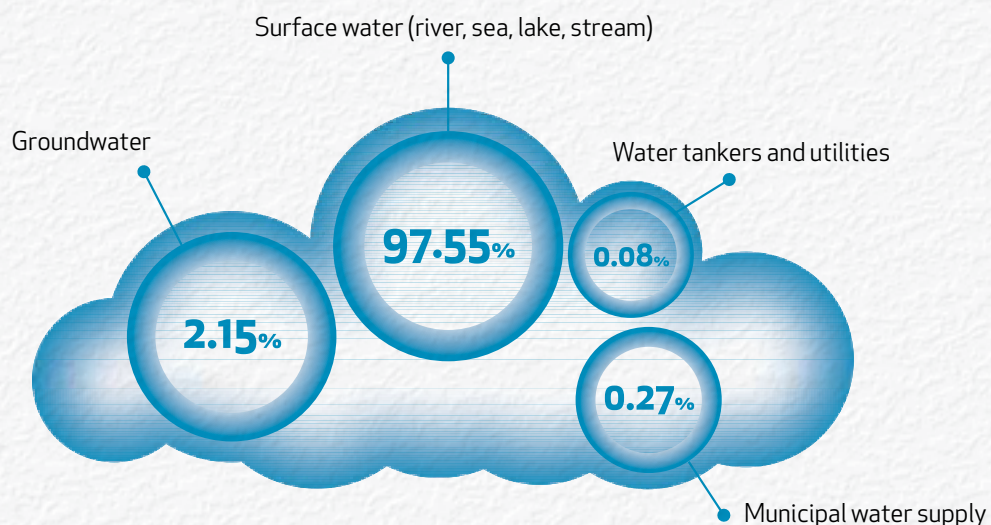 Surface water (river, sea, lake, stream)
Groundwater
Water tankers and utilities
97.55%
0.08%
2.15%
0.27%
Municipal water supply